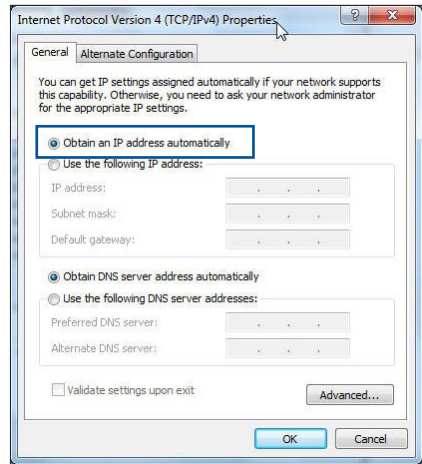 Internet Protocol Version 4 (TCP/IPv4) Properties
General
Alternate Configuration
You can get IP settings assigned automatically if your network supports
this capability. Otherwise, you need to ask your network administrator
for the appropriate IP settings.
Obtain an IP address automatically
Use the following IP address:
IP address:
Subnet mask:
Default gateway:
Obtain DNS server address automatically
Use the following DNS server addresses:
Preferred DNS server:
Alternate DNS server:
Validate settings upon exit
Advanced...
OK
Cancel